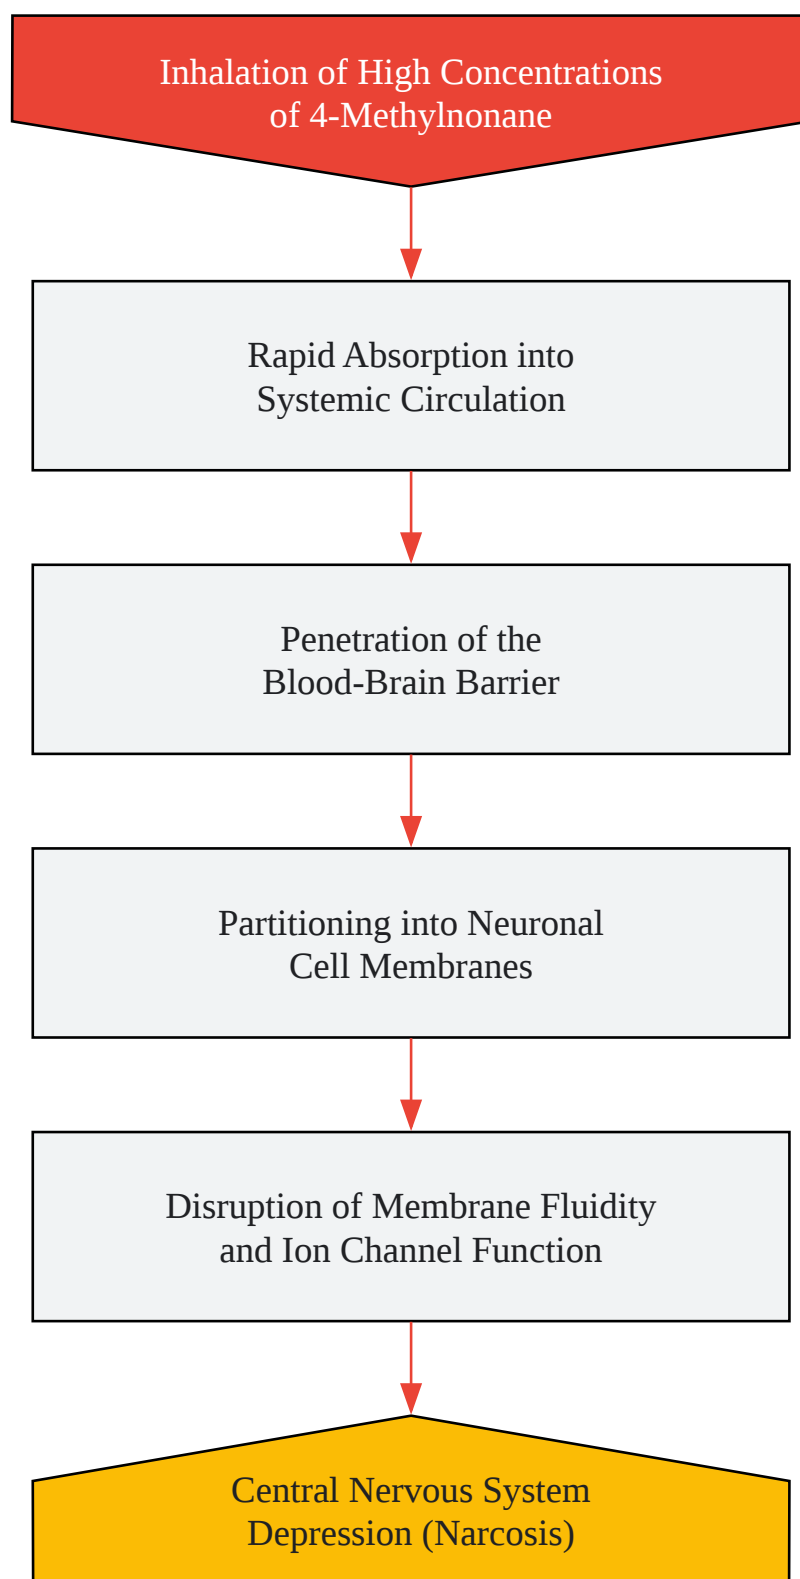 Inhalation of High Concentrations
of 4-Methylnonane
Rapid Absorption into
Systemic Circulation
Penetration of the
Blood-Brain Barrier
Partitioning into Neuronal
Cell Membranes
Disruption of Membrane Fluidity
and Ion Channel Function
Central Nervous System
Depression (Narcosis)